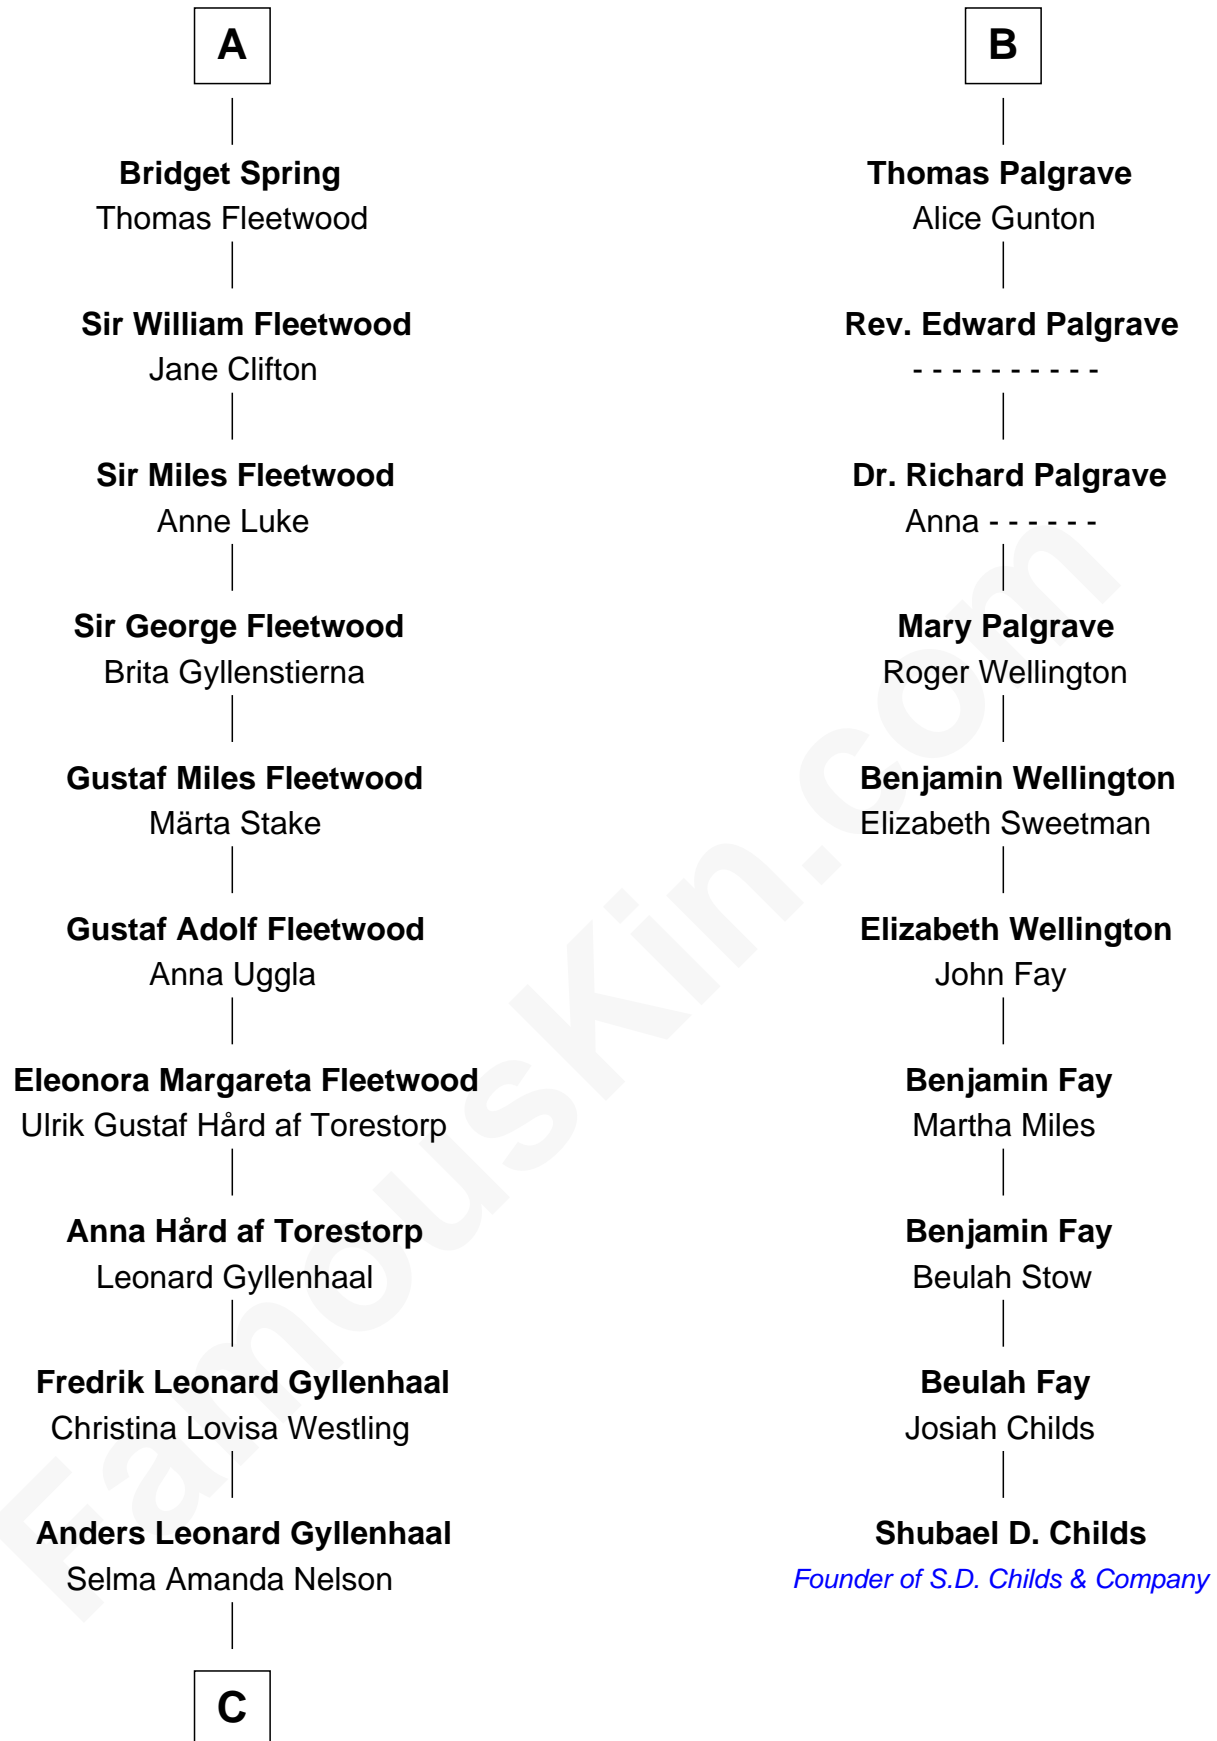 A
Bridget Spring
Thomas Fleetwood
Sir William Fleetwood
Jane Clifton
Sir Miles Fleetwood
Anne Luke
Sir George Fleetwood
Brita Gyllenstierna
Gustaf Miles Fleetwood
Märta Stake
Gustaf Adolf Fleetwood
Anna Uggla
Eleonora Margareta Fleetwood
Ulrik Gustaf Hård af Torestorp
Anna Hård af Torestorp
Leonard Gyllenhaal
Fredrik Leonard Gyllenhaal
Christina Lovisa Westling
Anders Leonard Gyllenhaal
Selma Amanda Nelson
C
B
Thomas Palgrave
Alice Gunton
Rev. Edward Palgrave
- - - - - - - - - -
Dr. Richard Palgrave
Anna - - - - - -
Mary Palgrave
Roger Wellington
Benjamin Wellington
Elizabeth Sweetman
Elizabeth Wellington
John Fay
Benjamin Fay
Martha Miles
Benjamin Fay
Beulah Stow
Beulah Fay
Josiah Childs
Shubael D. Childs
Founder of S.D. Childs & Company
FamousKin.com